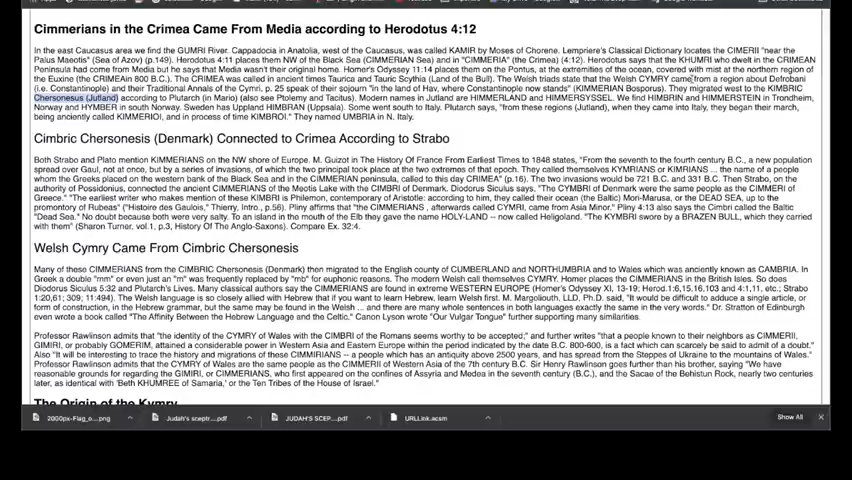 Cimmerians in the Crimea Came From Media according to Herodotus 4:12
In the east Caucasus area we find the GUMRI River. Cappadocia in Anatolia, west of the Caucasus, was called KAMIR by Moses of Chorene. Lempriere's Classical Dictionary locates the CIMERII "near the
Palus Maeotis" (Sea of Azov) (p.149). Herodotus 4:11 places them NW of the Black Sea (CIMMERIAN Sea) and in "CIMMERIA" (the Crimea) (4:12). Herodotus says that the KHUMRI who dwelt in the CRIMEAN
Peninsula had come from Media but he says that Media wasn't their original home. Homer's Odyssey 11:14 places them on the Pontus, at the extremities of the ocean, covered with mist at the northern region of
the Euxine (the CRIMEAin 800 B.C.). The CRIMEA was called in ancient times Taurica and Tauric Scythia (Land of the Bull). The Welsh triads state that the Welsh CYMRY came from a region about Defrobani
(i.e. Constantinople) and their Traditional Annals of the Cymri. p. 25 speak of their sojourn "in the land of Hav, where Constantinople now stands" (KIMMERIAN Bosporus). They migrated west to the KIMBRIC
Chersonesus (Jutland) according to Plutarch (in Mario) (also see Ptolemy and Tacitus). Modern names in Jutland are HIMMERLAND and HIMMERSYSSEL. We find HIMBRIN and HIMMERSTEIN in Trondheim,
Norway and HYMBER in south Norway. Sweden has Uppland HIMBRAN (Uppsala). Some went south to Italy. Plutarch says, "from these regions (Jutland), when they came into Italy, they began their march,
being anciently called KIMMERIOI, and in process of time KIMBROI." They named UMBRIA in N. Italy.
Cimbric Chersonesis (Denmark) Connected to Crimea According to Strabo
Both Strabo and Plato mention KIMMERIANS on the NW shore of Europe. M. Guizot in The History Of France From Earliest Times to 1848 states, "From the seventh to the fourth century B.C., a new population
spread over Gaul, not at once, but by a series of invasions, of which the two principal took place at the two extremes of that epoch. They called themselves KYMRIANS or KIMRIANS ... the name of a people
whom the Greeks placed on the western bank of the Black Sea and in the CIMMERIAN peninsula, called to this day CRIMEA" (p.16). The two invasions would be 721 B.C. and 331 B.C. Then Strabo, on the
authority of Possidonius, connected the ancient CIMMERIANS of the Meotis Lake with the CIMBRI of Denmark. Diodorus Siculus says, "The CYMBRI of Denmark were the same people as the CIMMERI of
Greece." "The earliest writer who makes mention of these KIMBRI is Philemon, contemporary of Aristole: according to him, they called their ocean (the Baltic) Mori-Marusa, or the DEAD SEA, up to the
promontory of Rubeas" ("Histoire des Gaulois," Thierry, Intro., p.56). Pliny affirms that "the CIMMERIANS , afterwards called CYMRI, came from Asia Minor." Pliny 4:13 also says the Cimbri called the Baltic
"Dead Sea." No doubt because both were very salty. To an island in the mouth of the Elb they gave the name HOLY-LAND -- now called Heligoland. "The KYMBRI swore by a BRAZEN BULL, which they carried
with them" (Sharon Turner. vol.1, p.3, History Of The Anglo-Saxons). Compare Ex. 32:4.
Welsh Cymry Came From Cimbric Chersonesis
Many of these CIMMERIANS from the CIMBRIC Chersonesis (Denmark) then migrated to the English county of CUMBERLAND and NORTHUMBRIA and to Wales which was anciently known as CAMBRIA. In
Greek a double "mm" or even just an "m" was frequently replaced by "mb" for euphonic reasons. The modern Welsh call themselves CYMRY. Homer places the CIMMERIANS in the British Isles. So does
Diodorus Siculus 5:32 and Plutarch's Lives. Many classical authors say the CIMMERIANS are found in extreme WESTERN EUROPE (Homer's Odyssey XI, 13-19; Herod.1:6,15,16,103 and 4:1,11, etc.; Strabo
1:20,61; 309; 11:494). The Welsh language is so closely allied with Hebrew that if you want to learn Hebrew, learn Welsh first. M. Margoliouth, LLD, Ph.D. said, "It would be difficult to adduce a single article, or
form of construction, in the Hebrew grammar, but the same may be found in the Welsh ... and there are many whole sentences in both languages exactly the same in the very words." Dr. Stratton of Edinburgh
even wrote a book called "The Affinity Between the Hebrew Language and the Celtic." Canon Lyson wrote "Our Vulgar Tongue" further supporting many similarities.
Professor Rawlinson admits that "the identity of the CYMRY of Wales with the CIMBRI of the Romans seems worthy to be accepted;" and further writes "that a people known to their neighbors as CIMMERII,
GIMIRI, or probably GOMERIM, attained a considerable power in Western Asia and Eastern Europe within the period indicated by the date B.C. 800-600, is a fact which can scarcely be said to admit of a doubt."
Also "It will be interesting to trace the history and migrations of these CIMMIRIANS -- a people which has an antiquity above 2500 years, and has spread from the Steppes of Ukraine to the mountains of Wales."
Professor Rawlinson admits that the CYMRY of Wales are the same people as the CIMMERII of Western Asia of the 7th century B.C. Sir Henry Rawlinson goes further than his brother, saying "We have
reasonable grounds for regarding the GIMIRI, or CIMMERIANS, who first appeared on the confines of Assyria and Media in the seventh century (B.C.), and the Sacae of the Behistun Rock, nearly two centuries
later, as identical with 'Beth KHUMREE of Samaria,' or the Ten Tribes of the House of Israel."
The Origin of the Kymry
2000px-Flag_o...png
Judah's sceptr....pdf
JUDAH'S SCEP....pdf
URLLink.acsm
Show All